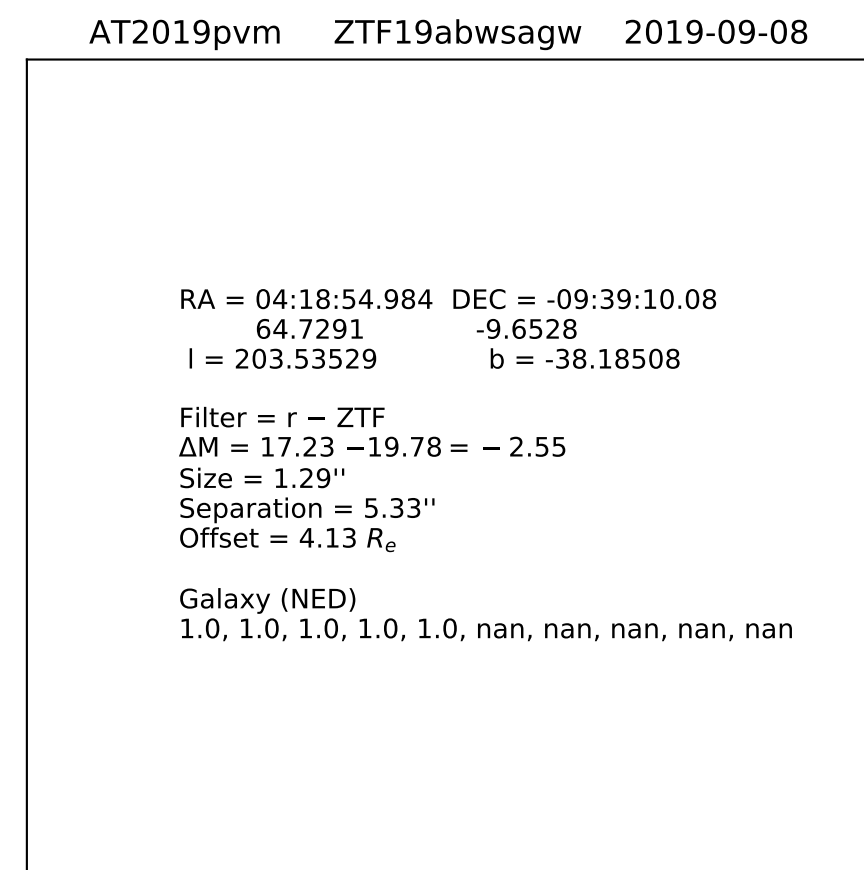 AT2019pvm ZTF19abwsagw 2019-09-08
RA = 04:18:54.984 DEC = -09:39:10.08
64.7291 -9.6528
l = 203.53529 b = -38.18508
Filter = r − ZTF
ΔM = 17.23 −19.78 = − 2.55
Size = 1.29''
Separation = 5.33''
Offset = 4.13 Re
Galaxy (NED)
1.0, 1.0, 1.0, 1.0, 1.0, nan, nan, nan, nan, nan